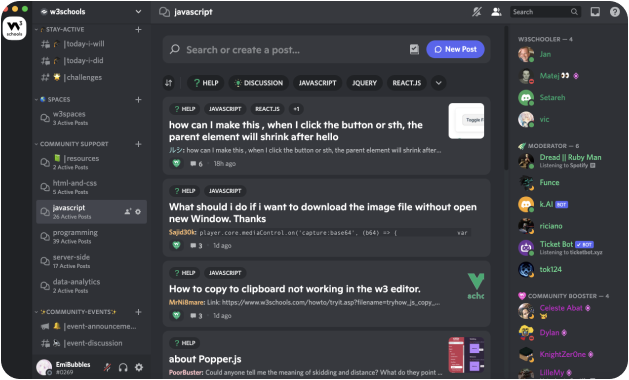 w3schools
STAY-ACTIVE
|today-i-will
|today-i-did
|challenges
SPACES
w3spaces
3 Active Posts
COMMUNITY SUPPORT
|resources
2 Active Posts
html-and-css
5 Active Posts
javascript
26 Active Posts
programming
39 Active Posts
server-side
17 Active Posts
data-analytics
2 Active Posts
COMMUNITY-EVENTS
|event-announceme...
|event-discussion
EmiBubbles
#0269
javascript
Search
Search or create a post...
New Post
? HELP
DISCUSSION
JAVASCRIPT
JQUERY
REACT.JS
? HELP JAVASCRIPT REACT.JS +1
how can I make this , when I click the button or sth, the
parent element will shrink after hello
ルシ: how can I make this , when I click the button or sth, the parent element will shrink after...
6 · 18h ago
Toggle
? HELP JAVASCRIPT
What should i do if i want to download the image file without open
new Window. Thanks
Sajid30k: player.core.mediaControl.on('capture:base64', (b64) => { var
3 · 1d ago
? HELP JAVASCRIPT
How to copy to clipboard not working in the w3 editor.
MrNi8mare: Link: https://www.w3schools.com/howto/tryit.asp?filename=tryhow_js_copy_...
3 · 1d ago
? HELP
about Popper.js
PoorBuster: Could anyone tell me the meaning of skidding and distance? What do they point...
W3SCHOOLER — 4
Jan
Matej
Setareh
vic
MODERATOR — 6
Dread || Ruby Man
Listening to Spotify
Funce
k.AI BOT
riciano
Ticket Bot ✓ BOT
Listening to ticketbot.xyz
tok124
COMMUNITY BOOSTER — 4
Celeste Abat
Dylan
KnightZer0ne
LilleMy